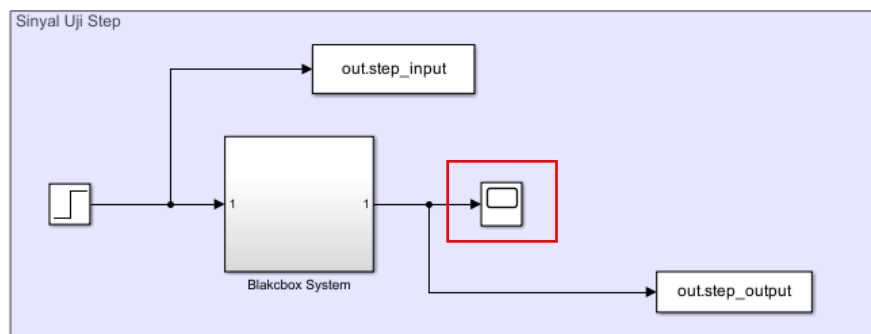 Sinyal Uji Step
out.step_input
1
1
Blakcbox System
out.step_output